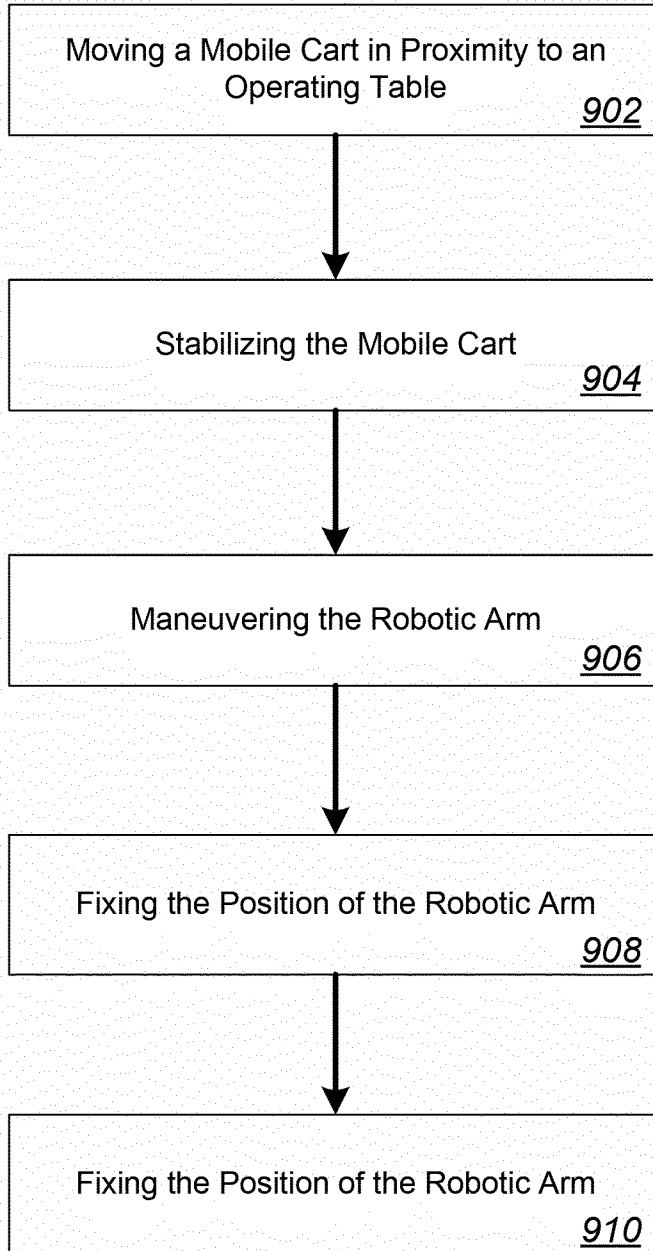 Moving a Mobile Cart in Proximity to an
Operating Table
902
Stabilizing the Mobile Cart
904
Maneuvering the Robotic Arm
906
Fixing the Position of the Robotic Arm
908
Fixing the Position of the Robotic Arm
910